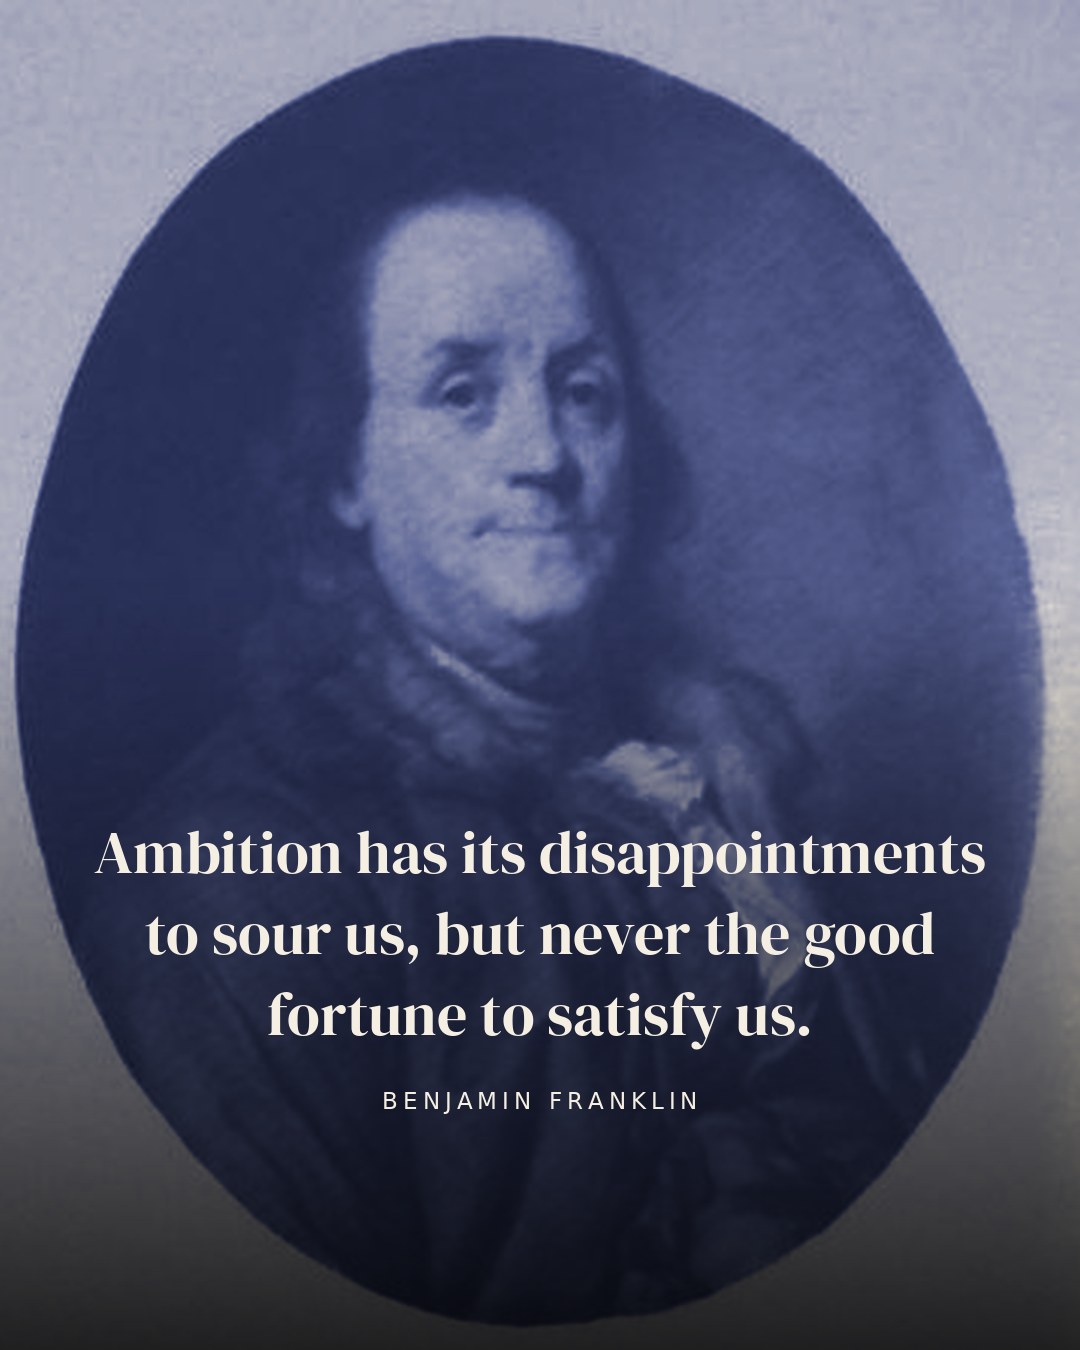 Ambition has its disappointments
to sour us, but never the good
fortune to satisfy us.
BENJAMIN FRANKLIN